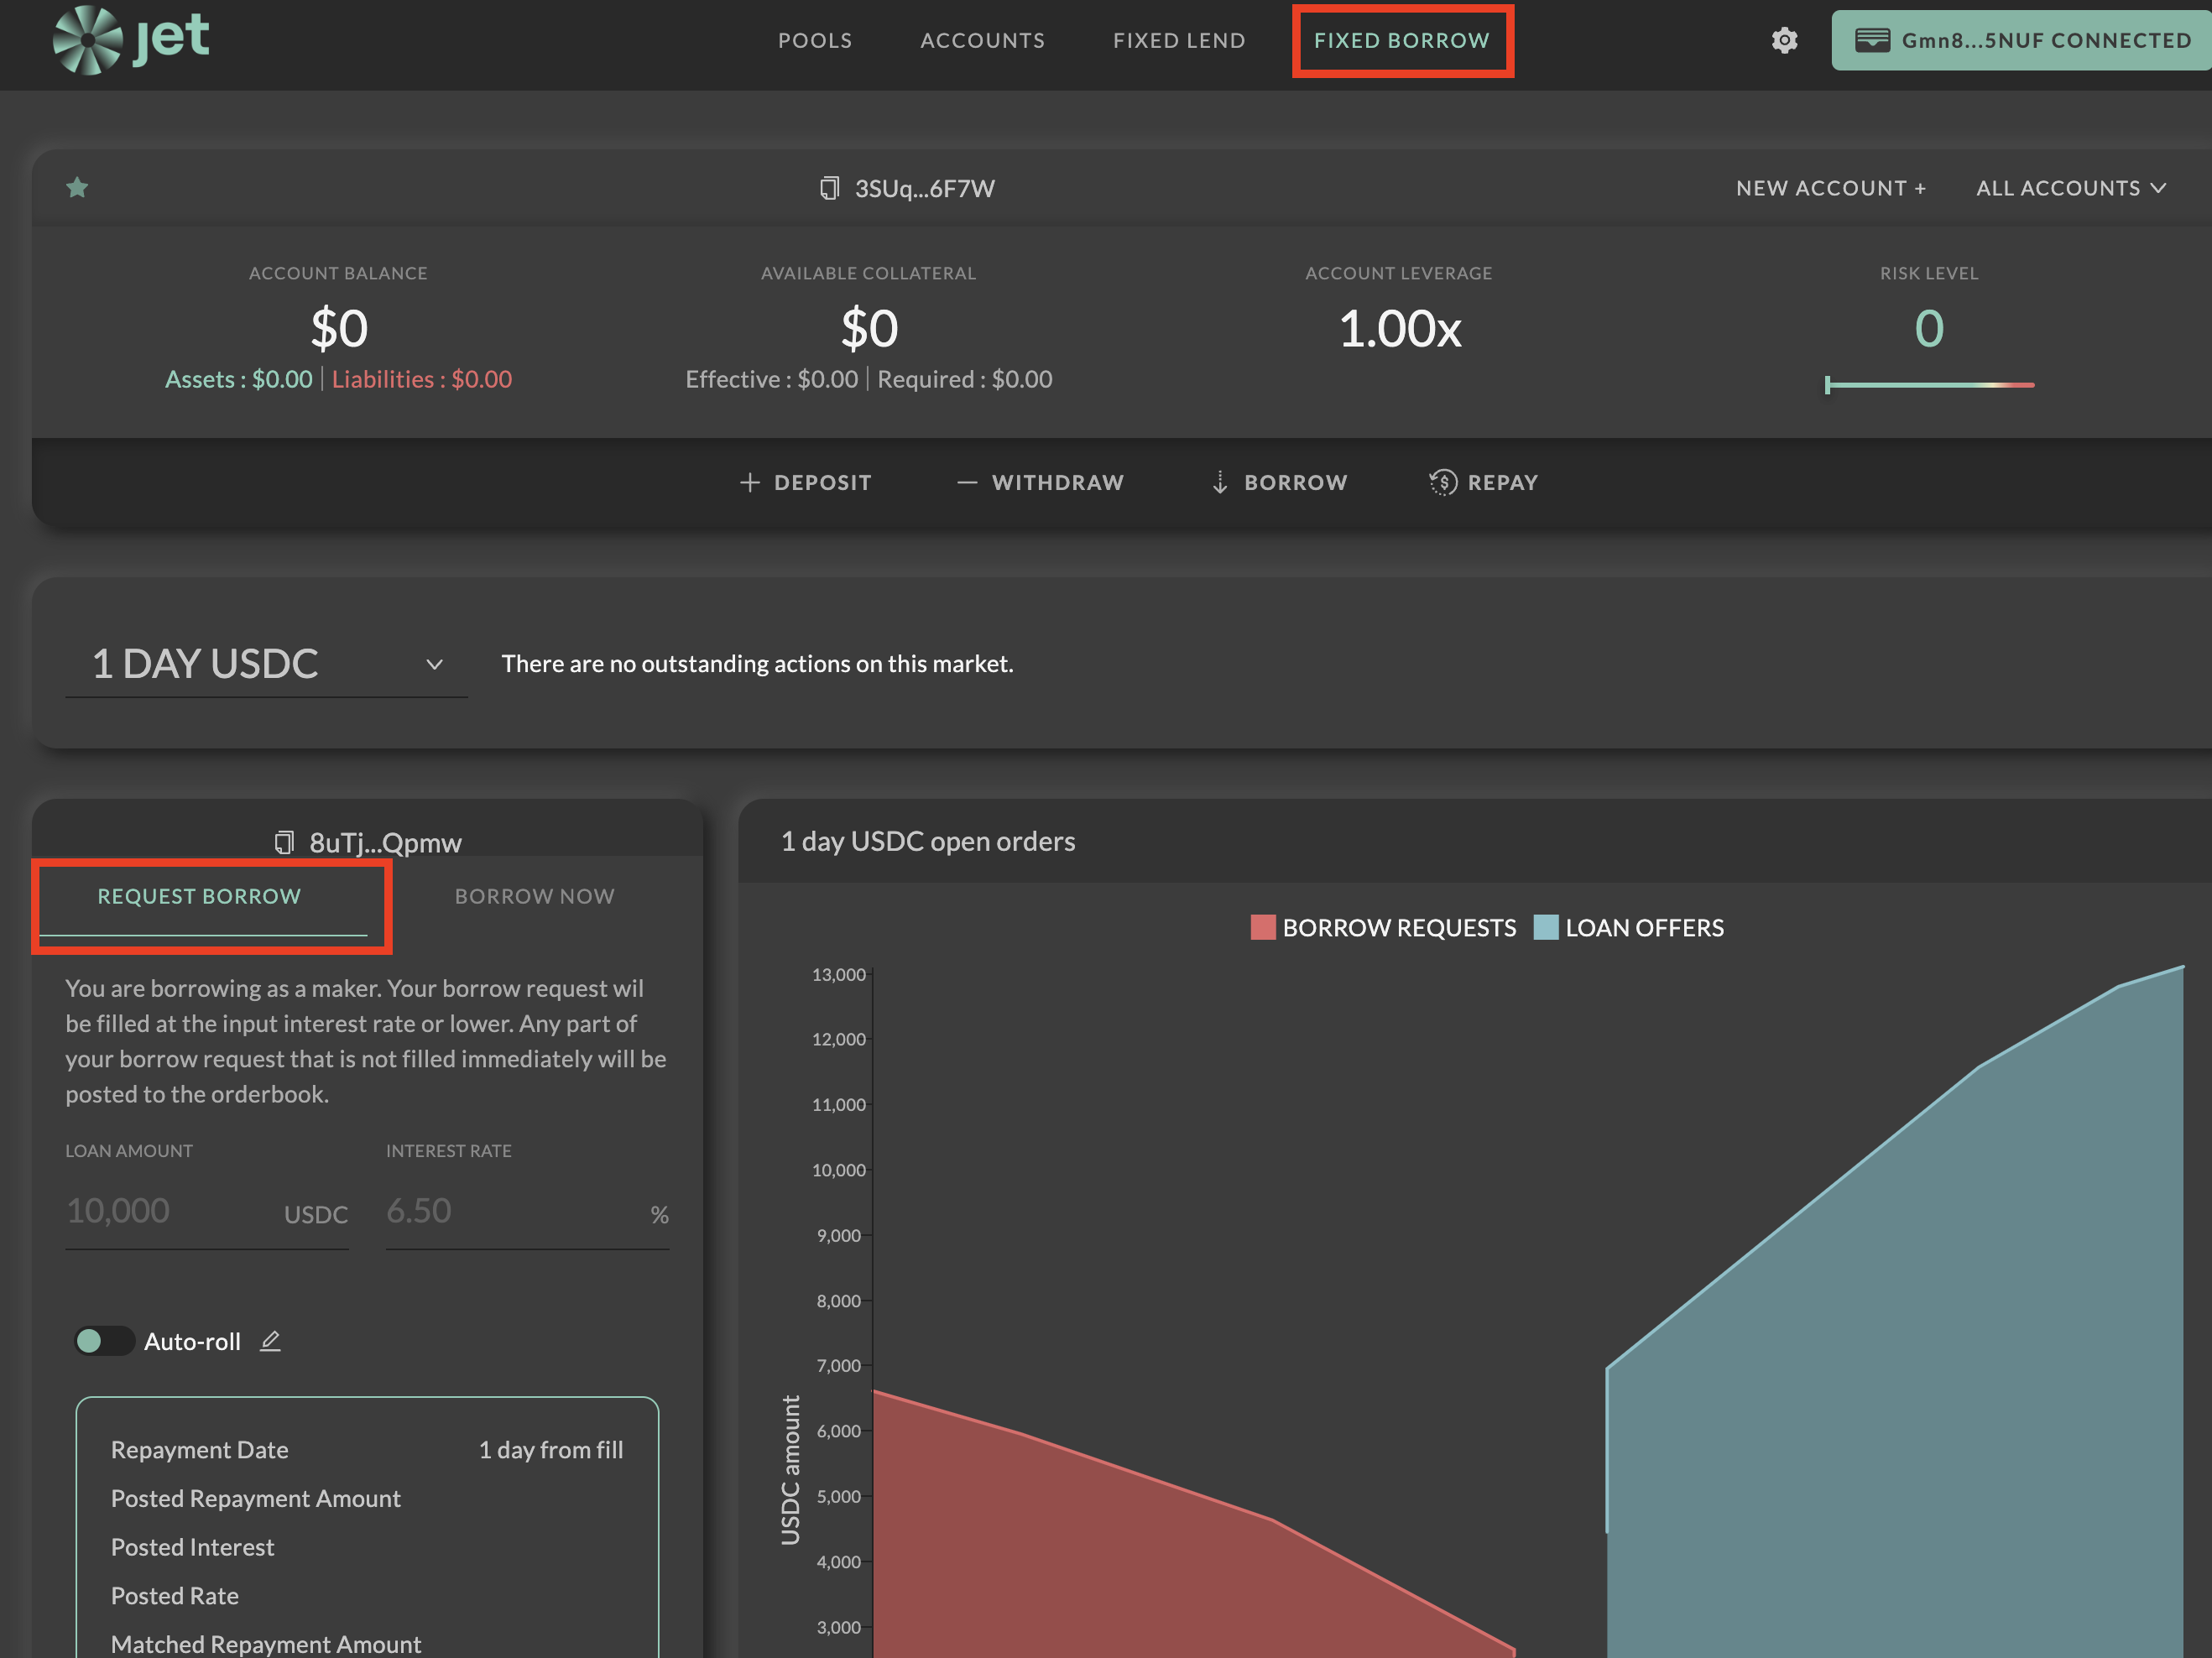 jet
POOLS ACCOUNTS FIXED LEND FIXED BORROW Gmn8...5NUF CONNECTED
3SUq...6F7W NEW ACCOUNT + ALL ACCOUNTS
ACCOUNT BALANCE AVAILABLE COLLATERAL ACCOUNT LEVERAGE RISK LEVEL
$0 $0 1.00x 0
Assets : $0.00 | Liabilities : $0.00 Effective : $0.00 | Required : $0.00
DEPOSIT WITHDRAW BORROW REPAY
1 DAY USDC There are no outstanding actions on this market.
8uTj...Qpmw
REQUEST BORROW BORROW NOW
You are borrowing as a maker. Your borrow request wil
be filled at the input interest rate or lower. Any part of
your borrow request that is not filled immediately will be
posted to the orderbook.
LOAN AMOUNT INTEREST RATE
10,000 USDC 6.50 %
Auto-roll
Repayment Date 1 day from fill
Posted Repayment Amount
Posted Interest
Posted Rate
Matched Repayment Amount
1 day USDC open orders
BORROW REQUESTS LOAN OFFERS
13,000
12,000
11,000
10,000
9,000
8,000
7,000
6,000
5,000
4,000
3,000
USDC amount